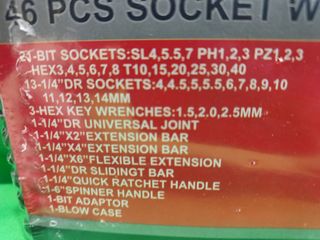 46 PCS SOCKET W
21-BIT SOCKETS:SL4,5.5,7 PH1,2,3 PZ1,2,3
HEX3,4,5,6,7,8 T10,15,20,25,30,40
13-1/4"DR SOCKETS:4,4.5,5,5.5,6,7,8,9,10
11,12,13,14MM
3-HEX KEY WRENCHES:1.5,2.0,2.5MM
1-1/4"DR UNIVERSAL JOINT
1-1/4"X2"EXTENSION BAR
1-1/4"X4"EXTENSION BAR
1-1/4"X6"FLEXIBLE EXTENSION
1-1/4"DR SLIDINGT BAR
1-1/4"QUICK RATCHET HANDLE
1-6"SPINNER HANDLE
1-BIT ADAPTOR
1-BLOW CASE